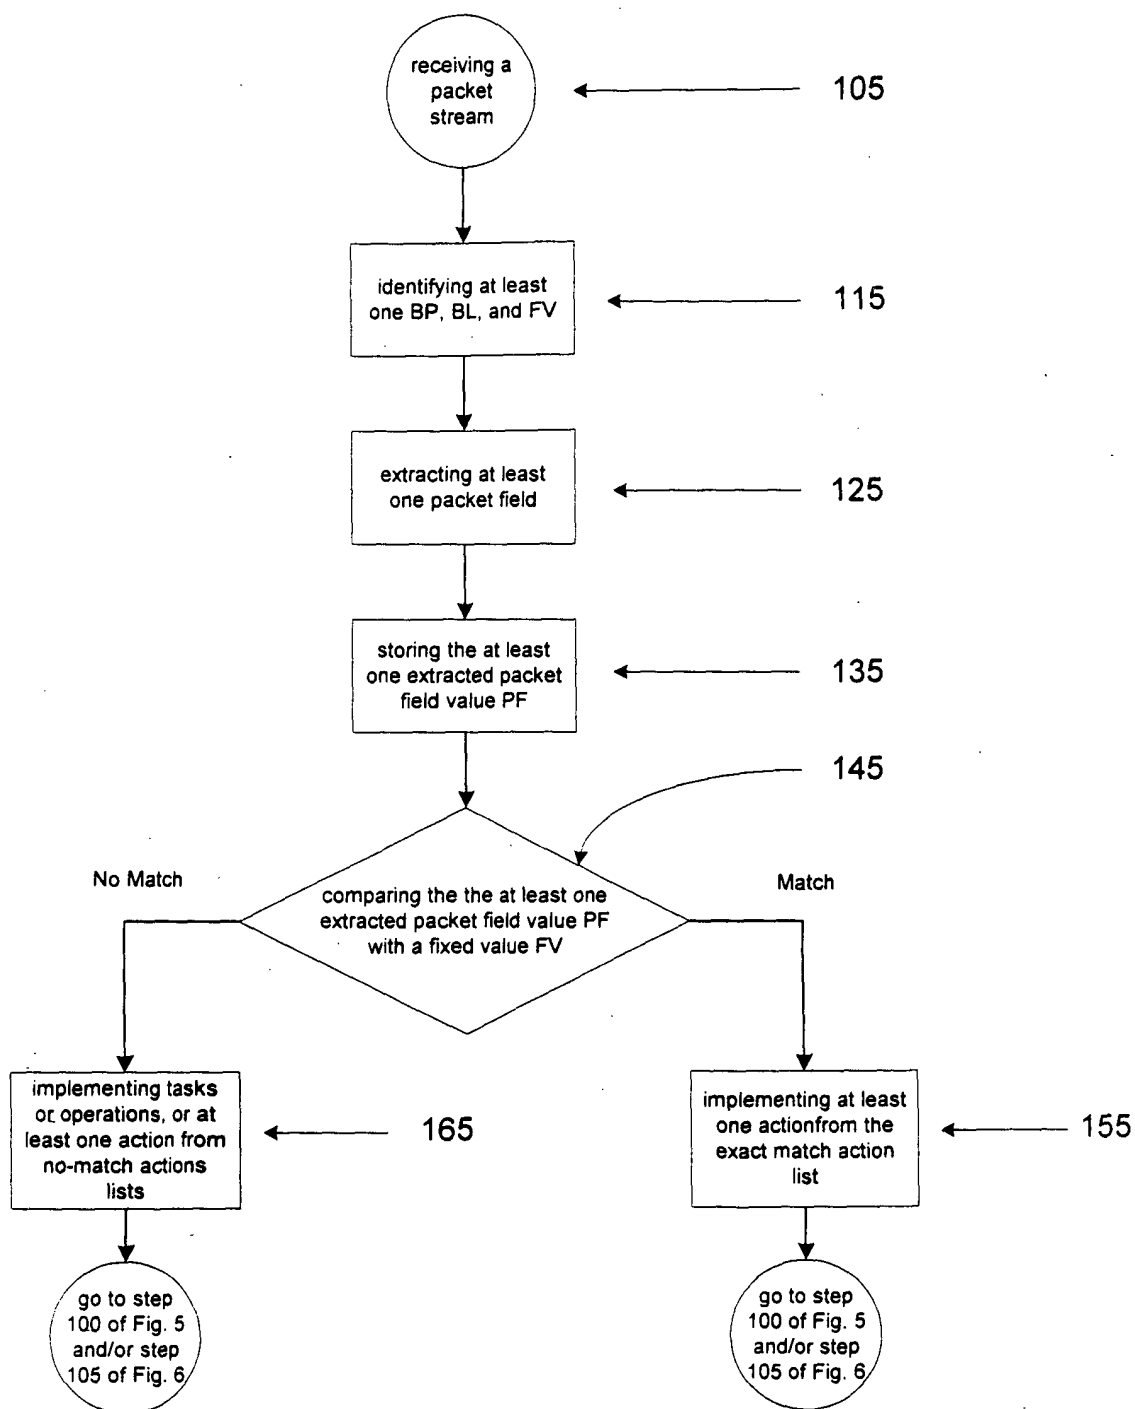 receiving a
packet
stream
105
identifying at least
one BP, BL, and FV
115
extracting at least
one packet field
125
storing the at least
one extracted packet
field value PF
135
145
No Match
comparing the the at least one
extracted packet field value PF
with a fixed value FV
Match
implementing tasks
or operations, or at
least one action from
no-match actions
lists
165
implementing at least
one actionfrom the
exact match action
list
155
go to step
100 of Fig. 5
and/or step
105 of Fig. 6
go to step
100 of Fig. 5
and/or step
105 of Fig. 6